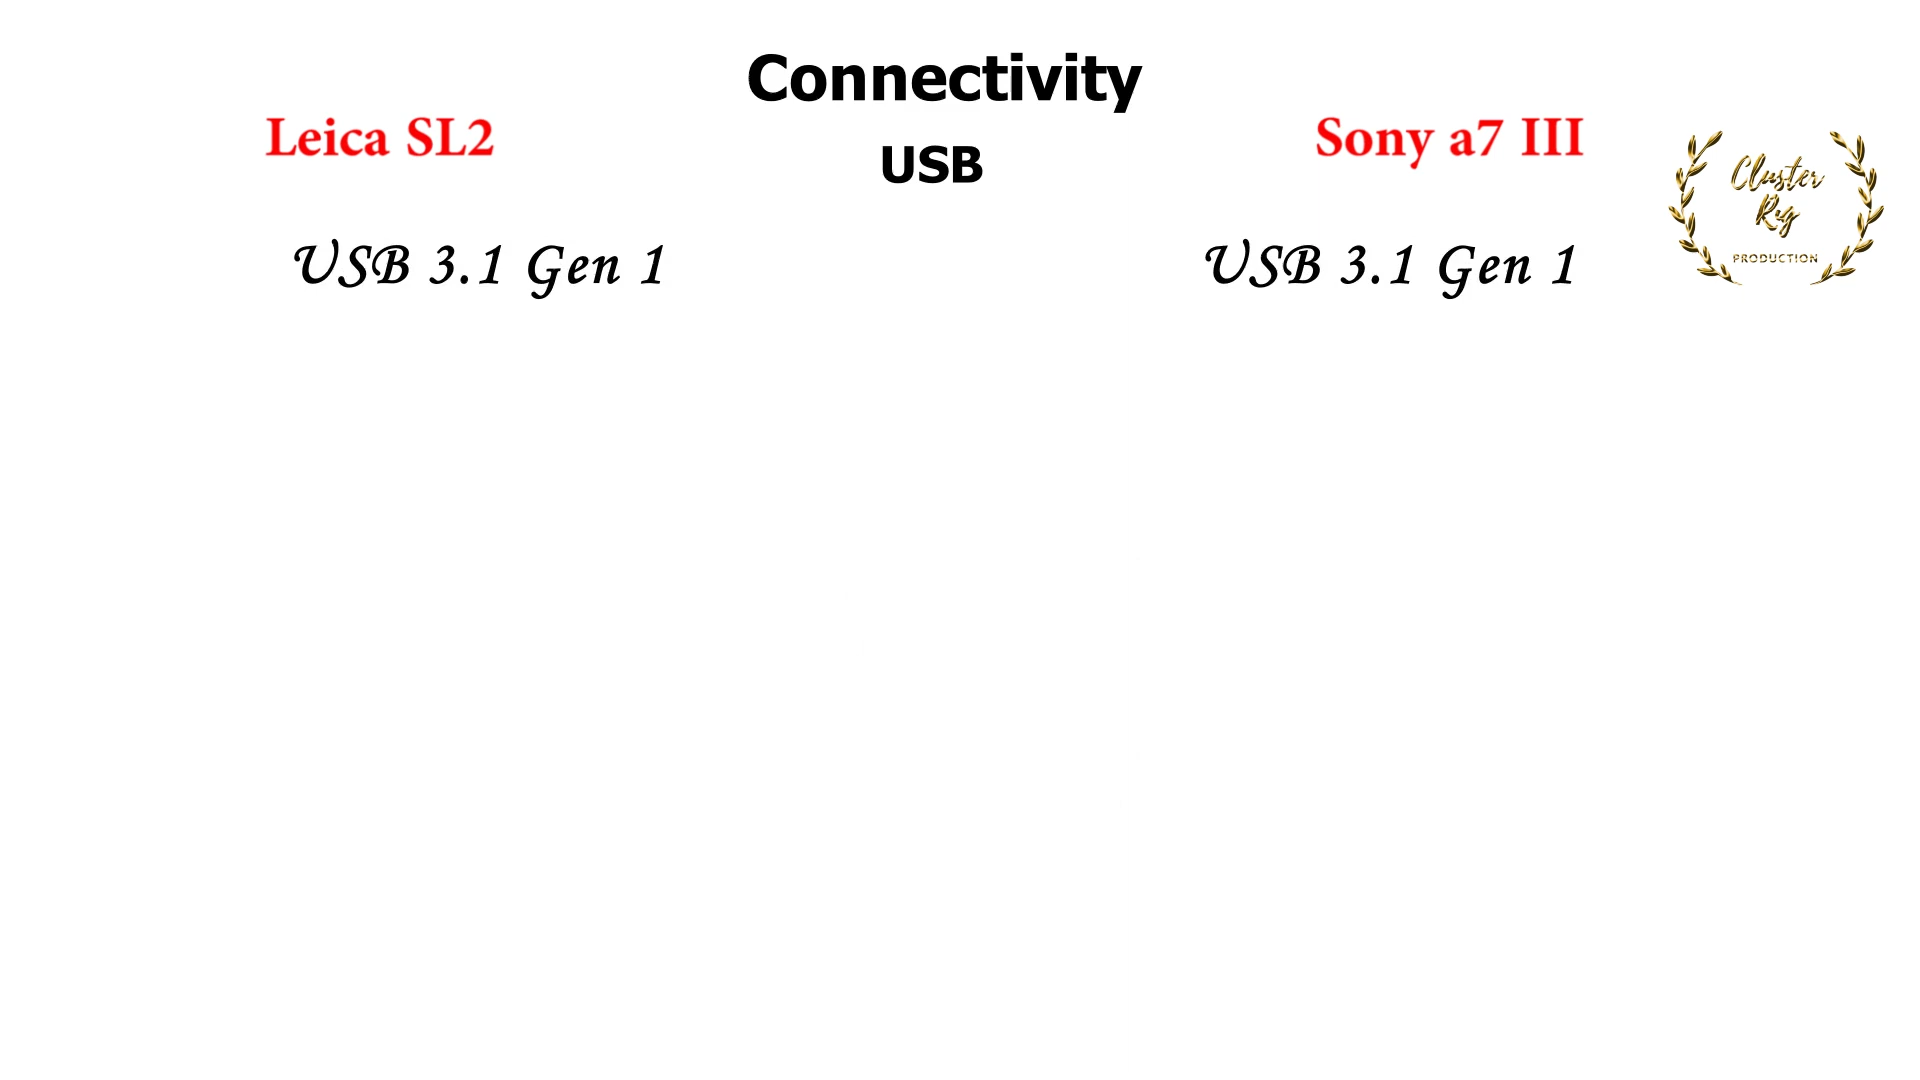 Connectivity
Leica SL2
USB
Sony a7 III
USB 3.1 Gen 1
USB 3.1 Gen 1
Cluster
Rig
PRODUCTION